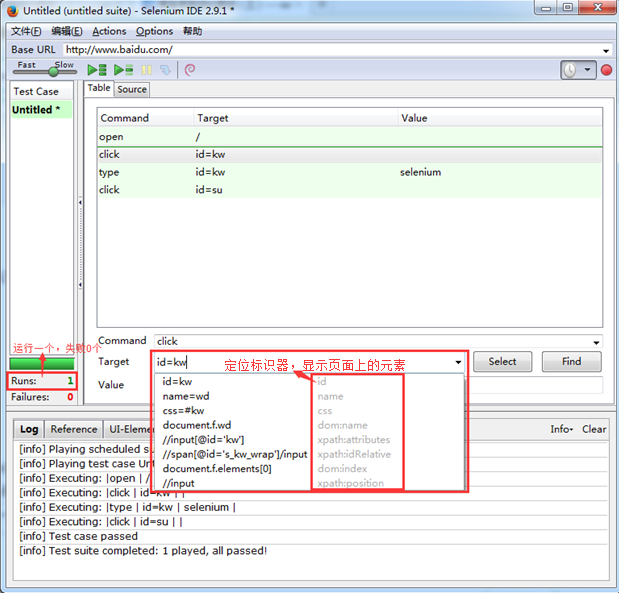 Untitled (untitled suite) - Selenium IDE 2.9.1 *
文件(F) 编辑(E) Actions Options 帮助
Base URL http://www.baidu.com/
Fast Slow
Test Case
Table Source
Untitled *
Command Target Value
open /
click id=kw
type id=kw selenium
click id=su
运行一个，失败0个
Command click
Target id=kw 定位标识器，显示页面上的元素 Select Find
Value
Runs: 1
Failures: 0
id=kw id
name=wd name
css=#kw css
document.f.wd dom:name
//input[@id='kw'] xpath:attributes
//span[@id='s_kw_wrap']/input xpath:idRelative
document.f.elements[0] dom:index
//input xpath:position
Log Reference UI-Elemen Info Clear
[info] Playing scheduled su
[info] Playing test case Unt
[info] Executing: |open | /
[info] Executing: |click | id=kw | |
[info] Executing: |type | id=kw | selenium |
[info] Executing: |click | id=su | |
[info] Test case passed
[info] Test suite completed: 1 played, all passed!